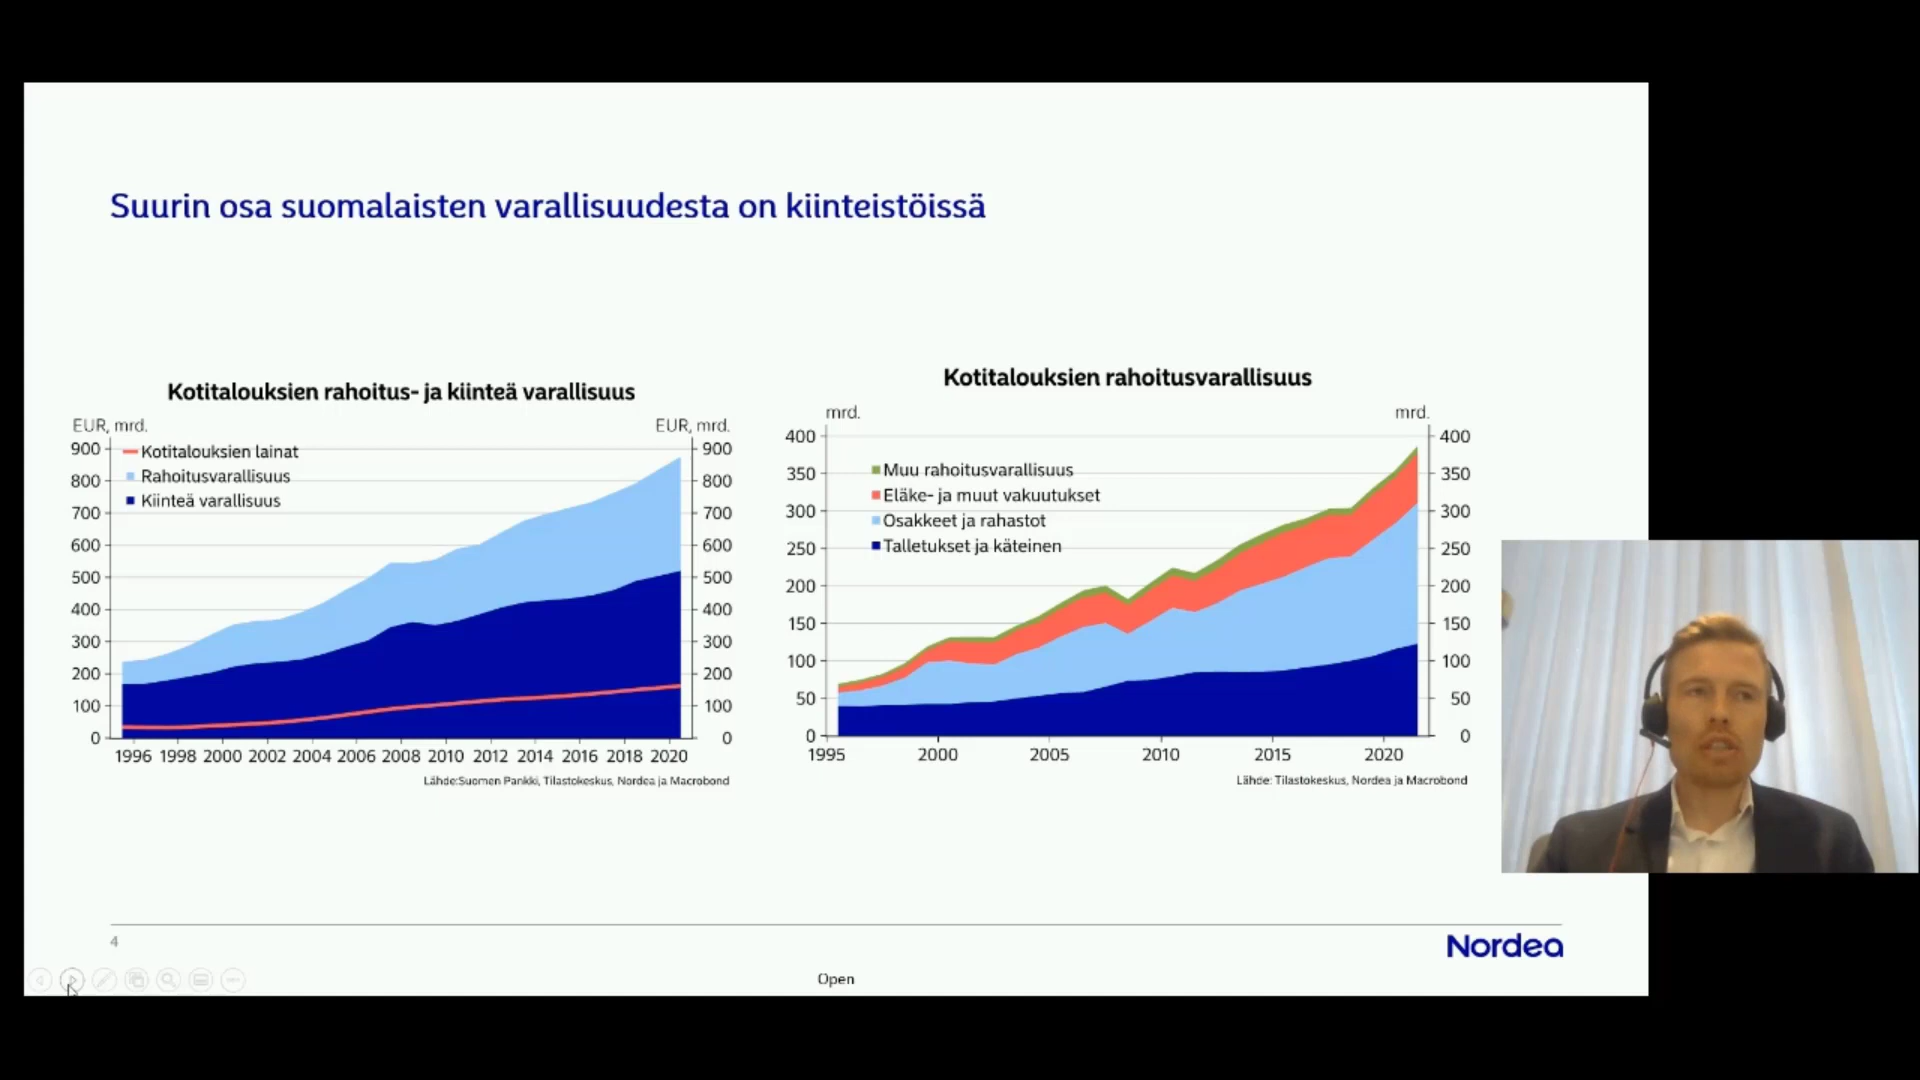 Suurin osa suomalaisten varallisuudesta on kiinteistöissä
Kotitalouksien rahoitus- ja kiinteä varallisuus
EUR, mrd.
EUR, mrd.
900
800
700
600
500
400
300
200
100
0
Kotitalouksien lainat
Rahoitusvarallisuus
Kiinteä varallisuus
900
800
700
600
500
400
300
200
100
0
1996 1998 2000 2002 2004 2006 2008 2010 2012 2014 2016 2018 2020
Lähde:Suomen Pankki, Tilastokeskus, Nordea ja Macrobond
Kotitalouksien rahoitusvarallisuus
mrd.
mrd.
400
350
300
250
200
150
100
50
0
Muu rahoitusvarallisuus
Eläke- ja muut vakuutukset
Osakkeet ja rahastot
Talletukset ja käteinen
400
350
300
250
200
150
100
50
0
1995 2000 2005 2010 2015 2020
Lähde: Tilastokeskus, Nordea ja Macrobond
4
Nordea
Open